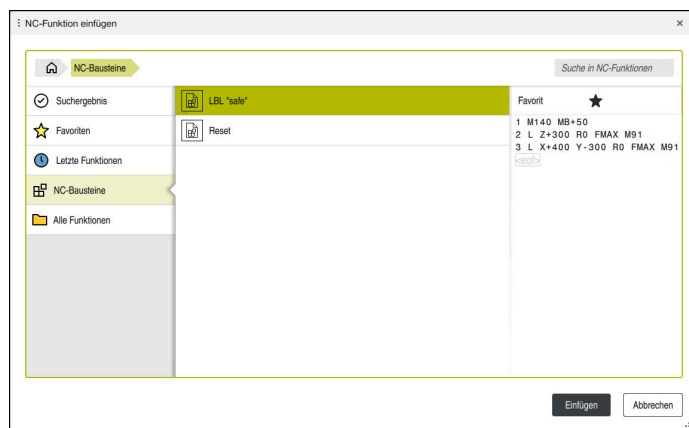 NC-Funktion einfügen
NC-Bausteine
Suche in NC-Funktionen
Suchergebnis
Favoriten
Letzte Funktionen
NC-Bausteine
Alle Funktionen
LBL "safe"
Reset
Favorit
1 M140 MB+50
2 L Z+300 R0 FMAX M91
3 L X+400 Y-300 R0 FMAX M91
<eof>
Einfügen
Abbrechen